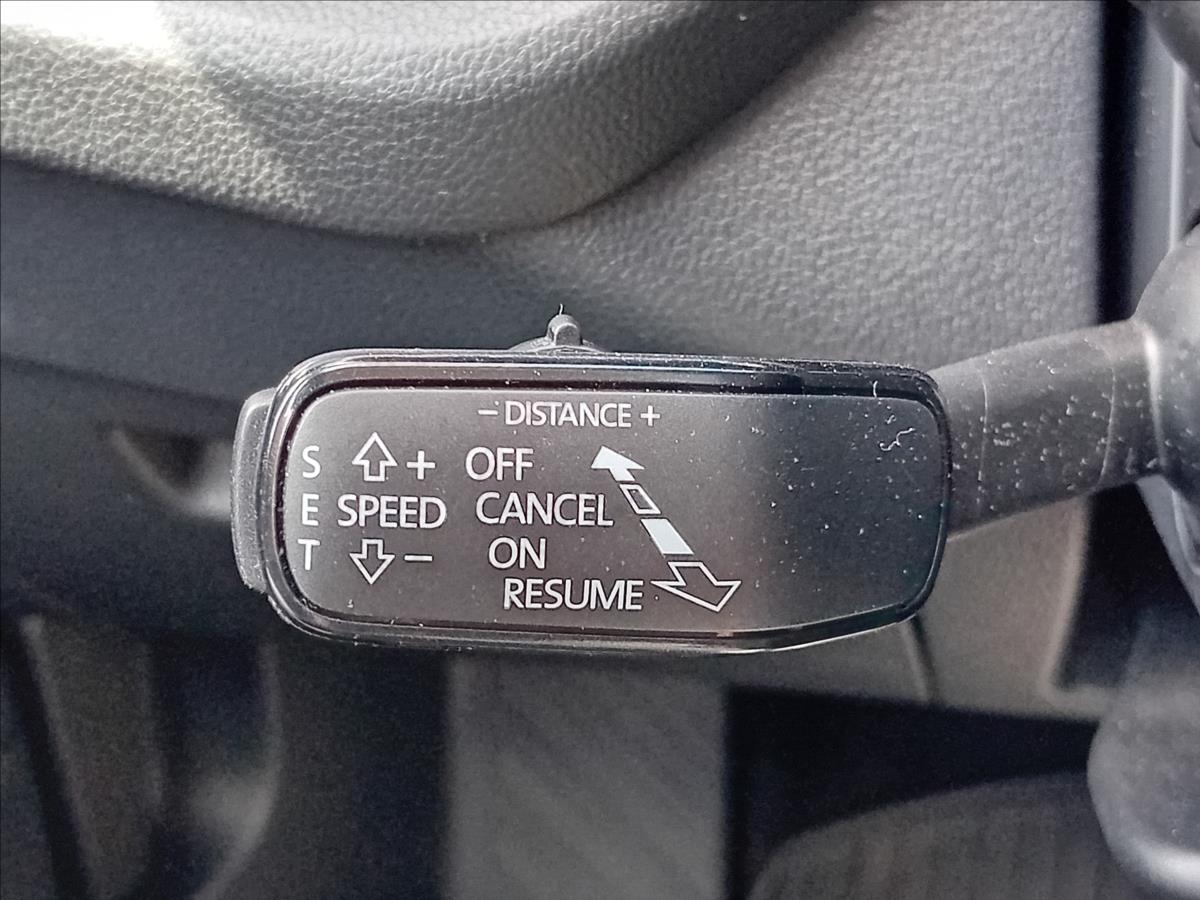 − DISTANCE +
S + OFF
E SPEED CANCEL
T − ON
RESUME